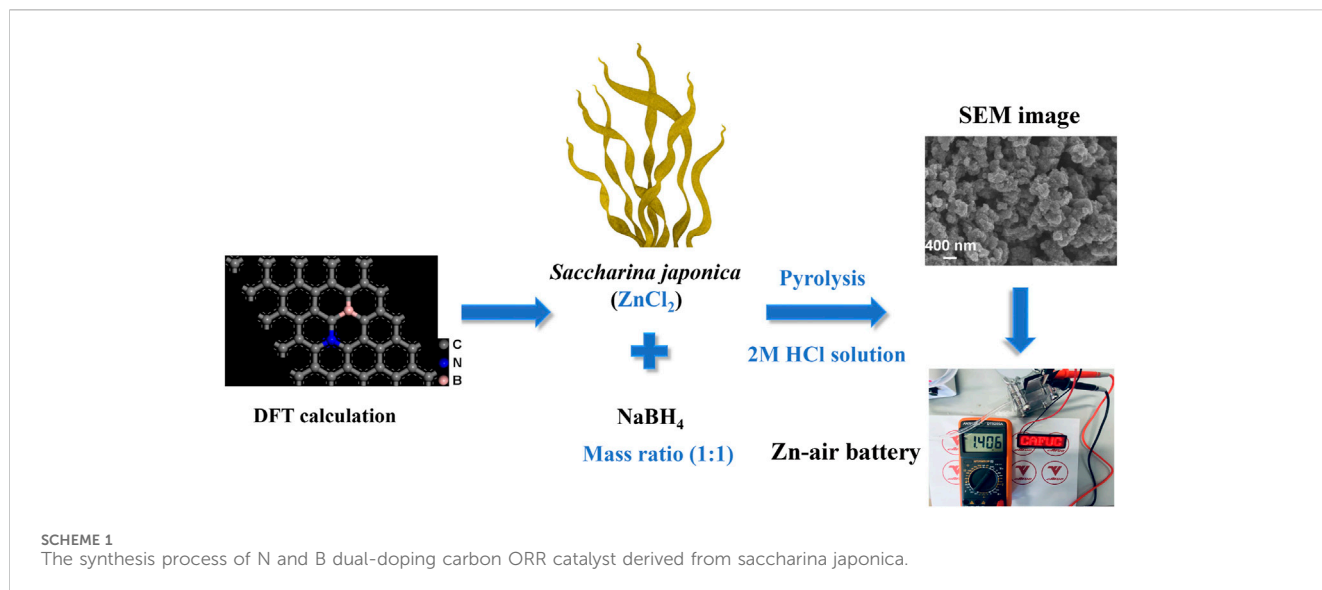 SEM image
400 nm
Saccharina japonica
(ZnCl₂)
Pyrolysis
2M HCl solution
C
N
B
DFT calculation
NaBH₄
Mass ratio (1:1)
Zn-air battery
1.406
CAFUC
SCHEME 1
The synthesis process of N and B dual-doping carbon ORR catalyst derived from saccharina japonica.